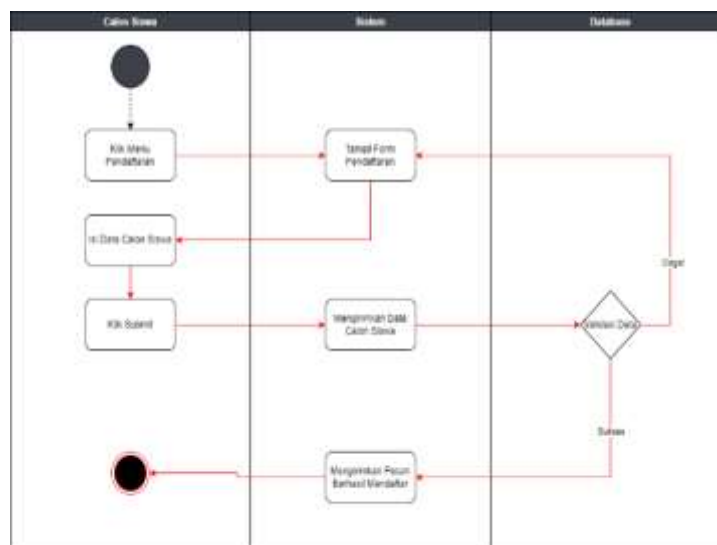 Calon Siswa
Sistem
Database
Klik Menu
Pendaftaran
Tampil Form
Pendaftaran
Isi Data Calon Siswa
Gagal
Klik Submit
Mengirimkan Data
Calon Siswa
Validasi Data
Sukses
Mengirimkan Pesan
Berhasil Mendaftar